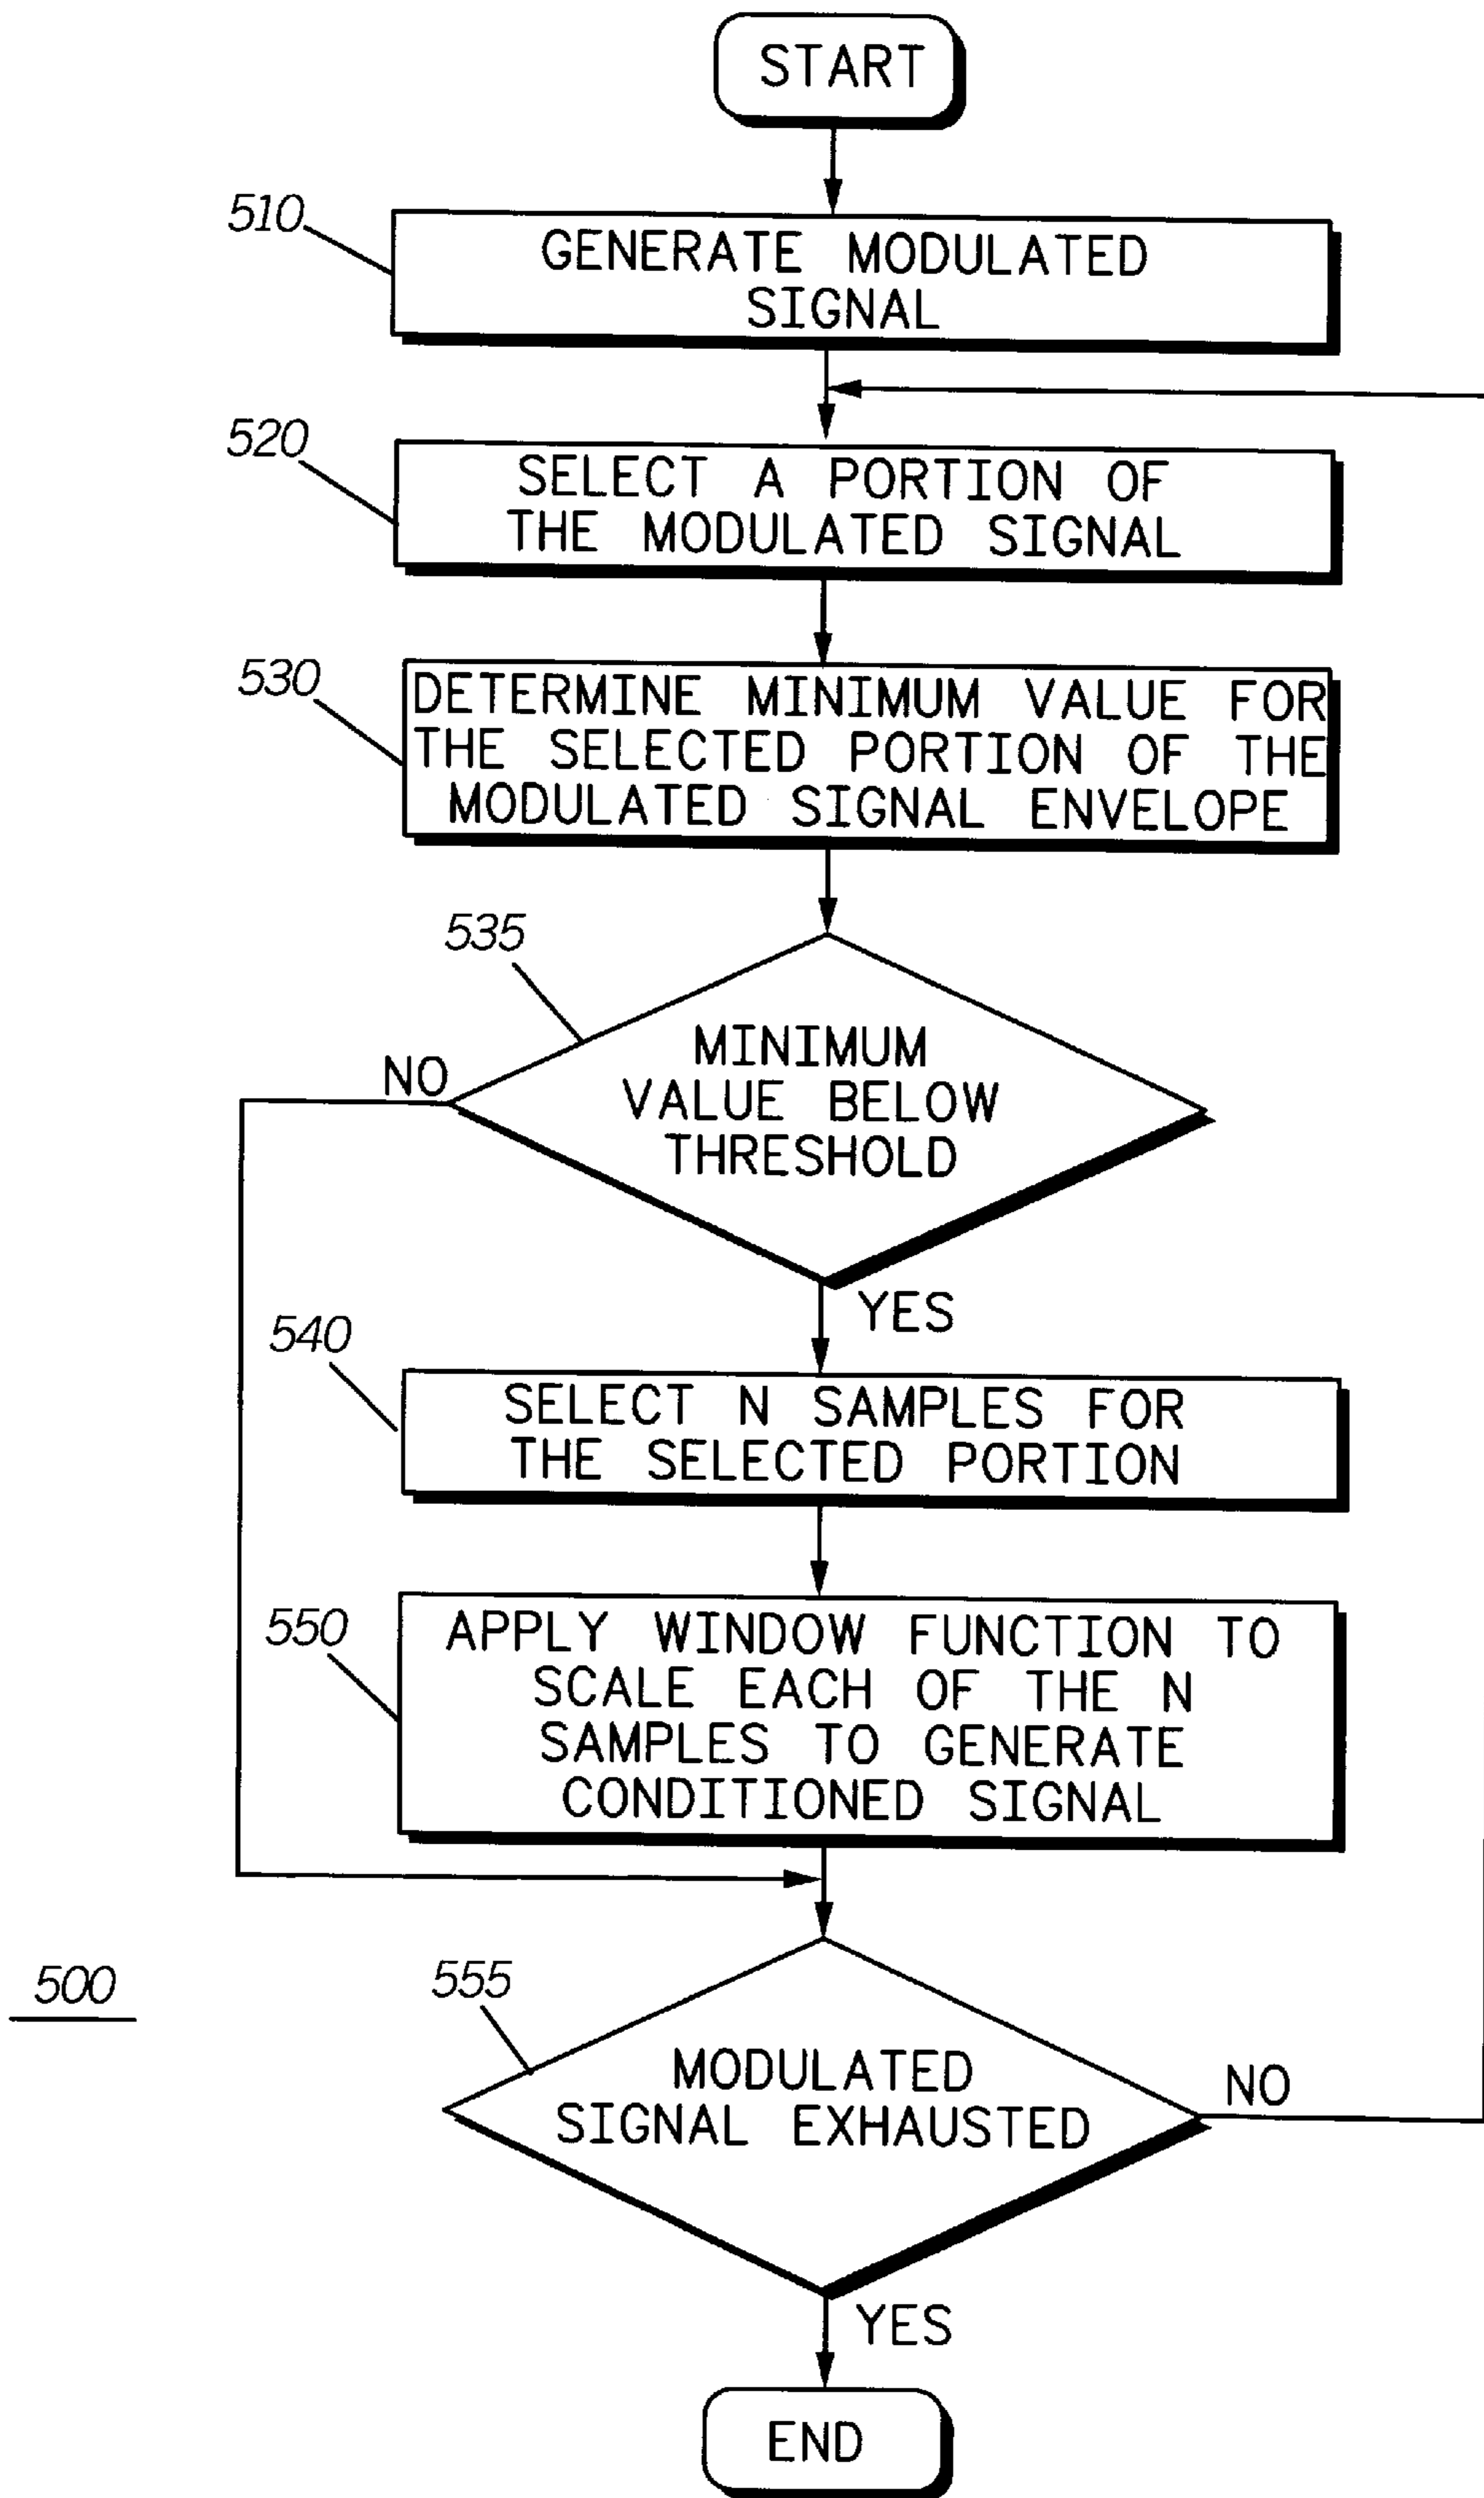 START
510
GENERATE MODULATED
SIGNAL
520
SELECT A PORTION OF
THE MODULATED SIGNAL
530
DETERMINE MINIMUM VALUE FOR
THE SELECTED PORTION OF THE
MODULATED SIGNAL ENVELOPE
535
MINIMUM
VALUE BELOW
THRESHOLD
NO
YES
540
SELECT N SAMPLES FOR
THE SELECTED PORTION
550
APPLY WINDOW FUNCTION TO
SCALE EACH OF THE N
SAMPLES TO GENERATE
CONDITIONED SIGNAL
500
555
MODULATED
SIGNAL EXHAUSTED
NO
YES
END